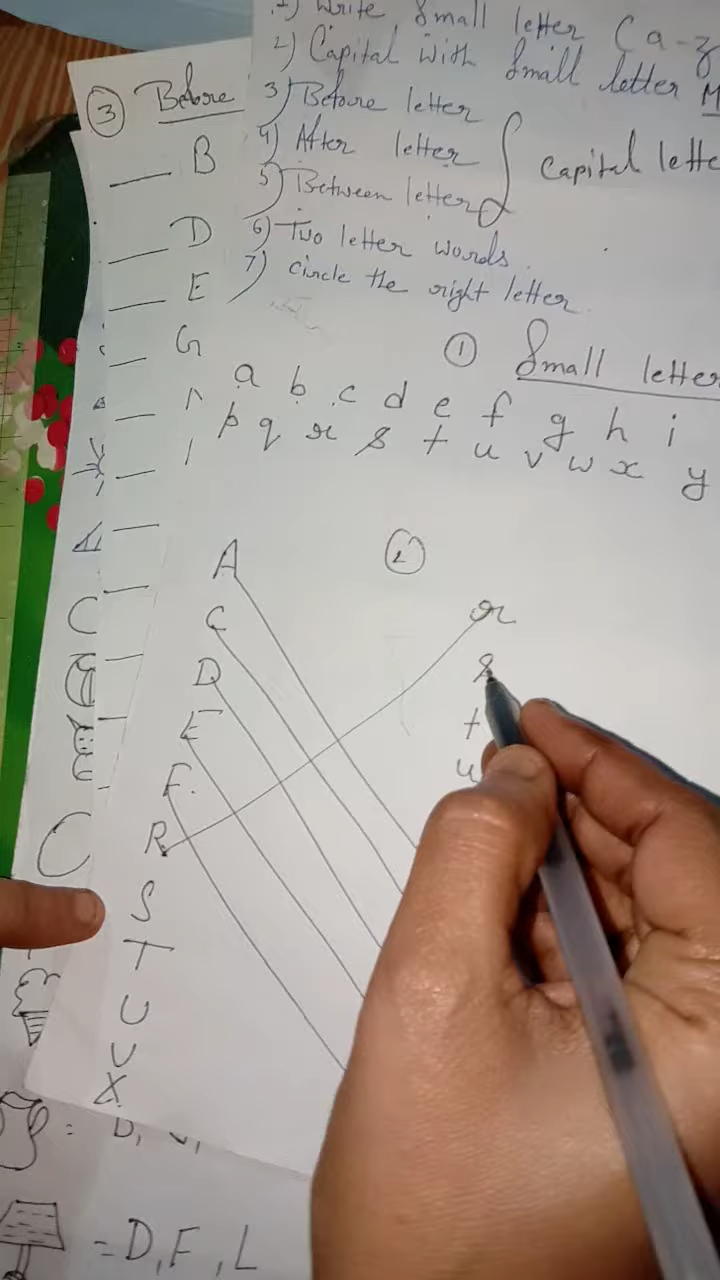 1) Write Small letter (a-z
2) Capital with Small letter M
3) Before letter
4) After letter
5) Between letter
Capital lette
6) Two letter words.
7) circle the right letter.
3 Before
B
D
E
G
1 Small letter
a b c d e f g h i
p q r s t u v w x y
2
A r
C s
D t
E u
F.
R
S
T
U
V
X
= D, F, L